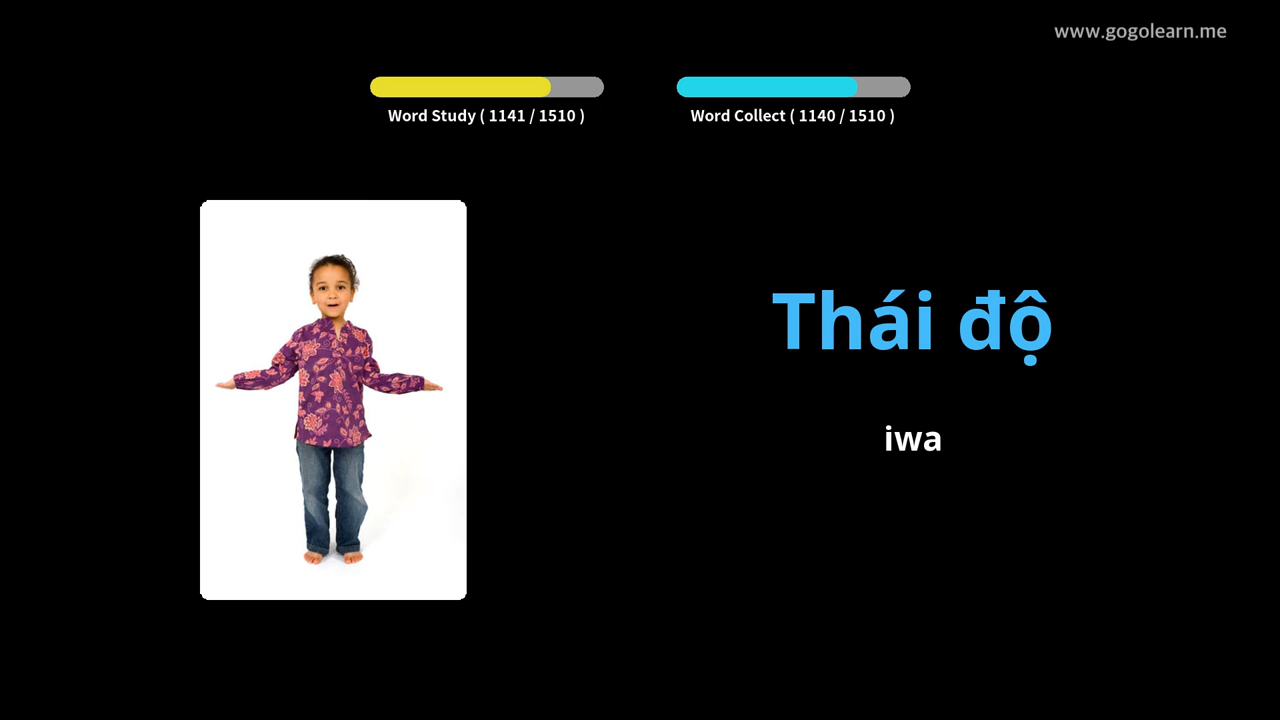 www.gogolearn.me
Word Study ( 1141 / 1510 )
Word Collect ( 1140 / 1510 )
Thái độ
iwa